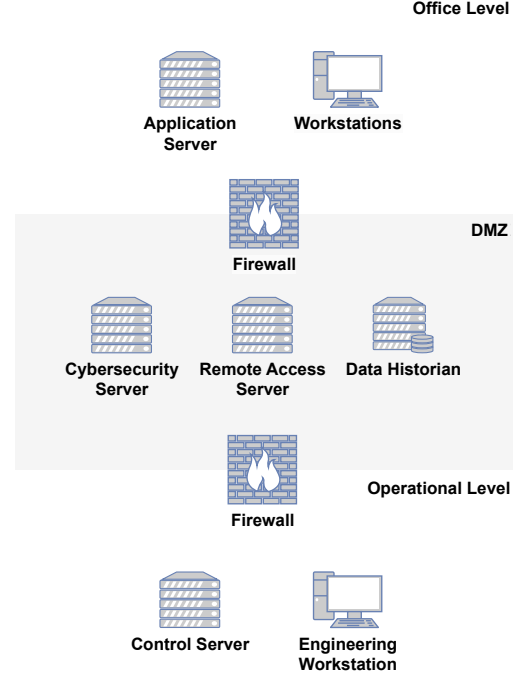 Office Level
Application
Server
Workstations
DMZ
Firewall
Cybersecurity
Server
Remote Access
Server
Data Historian
Operational Level
Firewall
Control Server
Engineering
Workstation